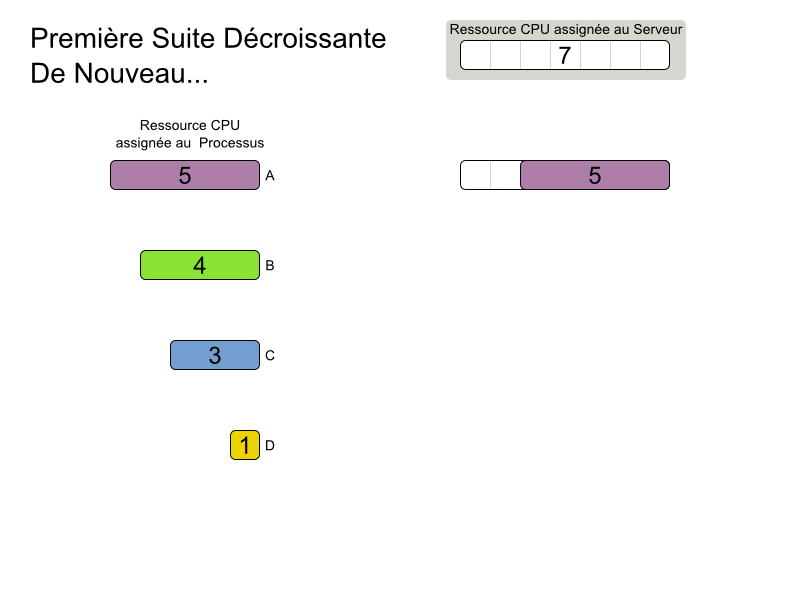 Première Suite Décroissante
De Nouveau...
Ressource CPU assignée au Serveur
7
Ressource CPU
assignée au  Processus
5 A
5
4 B
3 C
1 D